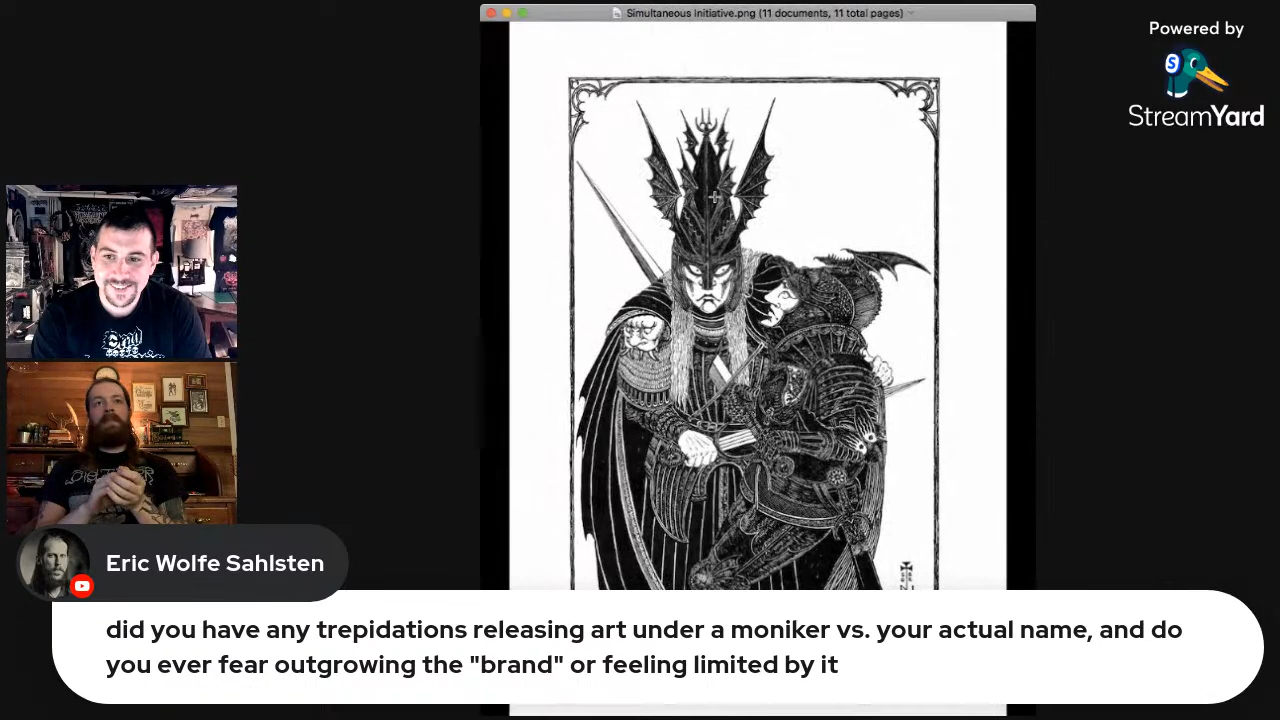 Simultaneous Initiative.png (11 documents, 11 total pages)
Powered by
StreamYard
Eric Wolfe Sahlsten
did you have any trepidations releasing art under a moniker vs. your actual name, and do
you ever fear outgrowing the "brand" or feeling limited by it